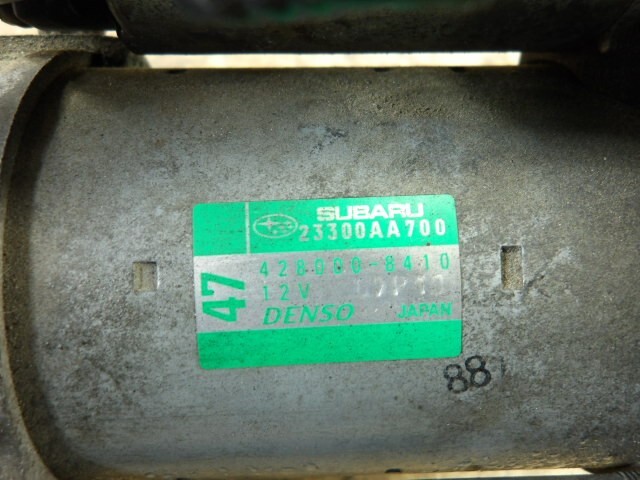 SUBARU
23300AA700
47
428000-8410
12V
DENSO JAPAN
88